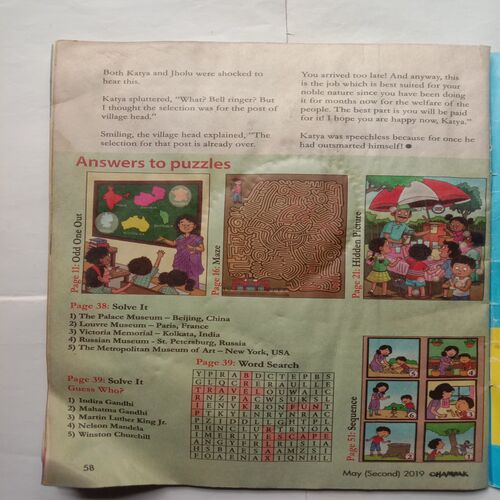 Both Katya and Jholu were shocked to
hear this.
Katya spluttered, "What? Bell ringer? But
I thought the selection was for the post of
village head."
Smiling, the village head explained, "The
selection for that post is already over.
You arrived too late! And anyway, this
is the job which is best suited for your
noble nature since you have been doing
it for months now for the welfare of the
people. The best part is you will be paid
for it! I hope you are happy now, Katya."
Katya was speechless because for once he
had outsmarted himself!
Answers to puzzles
Page 11: Odd One Out
Page 16: Maze
Page 21: Hidden Picture
Page 38: Solve It
1) The Palace Museum – Beijing, China
2) Louvre Museum – Paris, France
3) Victoria Memorial – Kolkata, India
4) Russian Museum - St. Petersburg, Russia
5) The Metropolitan Museum of Art – New York, USA
Page 39: Solve It
Guess Who?
1) Indira Gandhi
2) Mahatma Gandhi
3) Martin Luther King Jr.
4) Nelson Mandela
5) Winston Churchill
Page 39: Word Search
TRAVEL
FUN
ESCAPE
Page 51: Sequence
58
May (Second) 2019 CHAMPAK